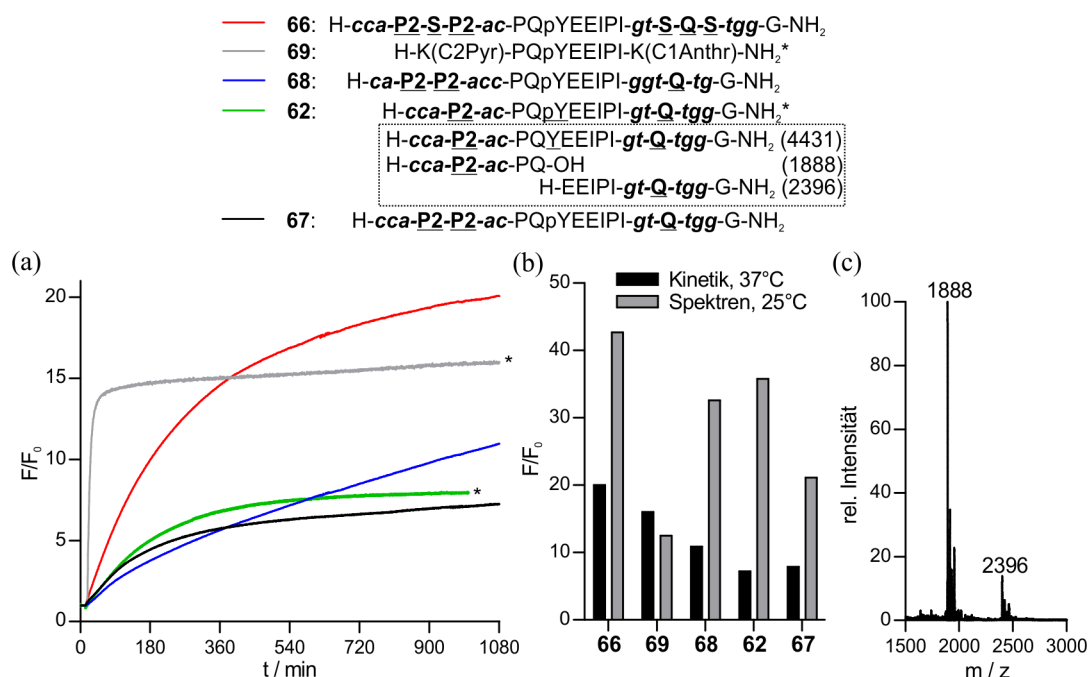 66: H-cca-P2-S-P2-ac-PQpYEEIPI-gt-S-Q-S-tgg-G-NH2
69: H-K(C2Pyr)-PQpYEEIPI-K(C1Anthr)-NH2*
68: H-ca-P2-P2-acc-PQpYEEIPI-ggt-Q-tg-G-NH2
62: H-cca-P2-ac-PQpYEEIPI-gt-Q-tgg-G-NH2*
H-cca-P2-ac-PQYEEIPI-gt-Q-tgg-G-NH2 (4431)
H-cca-P2-ac-PQ-OH (1888)
H-EEIPI-gt-Q-tgg-G-NH2 (2396)
67: H-cca-P2-P2-ac-PQpYEEIPI-gt-Q-tgg-G-NH2
(a)
F/F0
20
15
10
5
0
*
*
0 180 360 540 720 900 1080
t / min
(b)
Kinetik, 37°C
Spektren, 25°C
F/F0
50
40
30
20
10
0
66 69 68 62 67
(c)
1888
2396
rel. Intensität
100
80
60
40
20
0
1500 2000 2500 3000
m / z